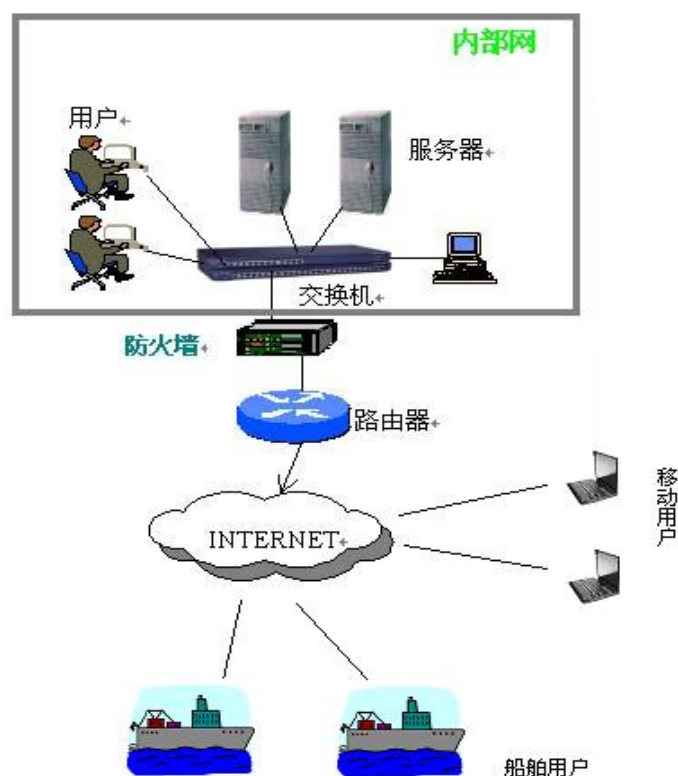 内部网
用户
服务器
交换机
防火墙
路由器
INTERNET
移动用户
船舶用户